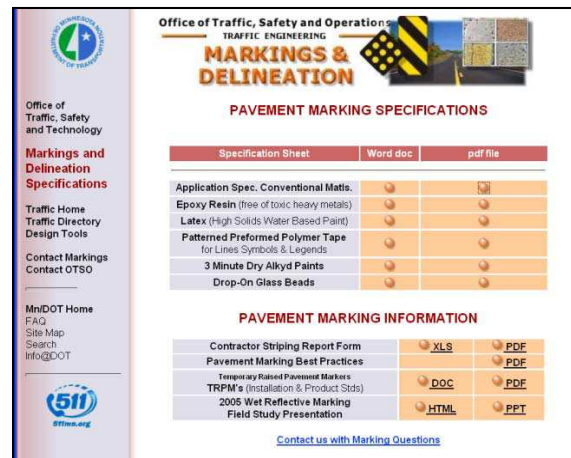 MINNESOTA
DEPARTMENT OF TRANSPORTATION
Office of Traffic, Safety and Operations
TRAFFIC ENGINEERING
MARKINGS &
DELINEATION
Office of
Traffic, Safety
and Technology
Markings and
Delineation
Specifications
Traffic Home
Traffic Directory
Design Tools
Contact Markings
Contact OTSO
Mn/DOT Home
FAQ
Site Map
Search
Info@DOT
511
511mn.org
PAVEMENT MARKING SPECIFICATIONS
Specification Sheet Word doc pdf file
Application Spec. Conventional Matls.
Epoxy Resin (free of toxic heavy metals)
Latex (High Solids Water Based Paint)
Patterned Preformed Polymer Tape
for Lines Symbols & Legends
3 Minute Dry Alkyd Paints
Drop-On Glass Beads
PAVEMENT MARKING INFORMATION
Contractor Striping Report Form XLS PDF
Pavement Marking Best Practices PDF
Temporary Raised Pavement Markers
TRPM's (Installation & Product Stds) DOC PDF
2005 Wet Reflective Marking
Field Study Presentation HTML PPT
Contact us with Marking Questions